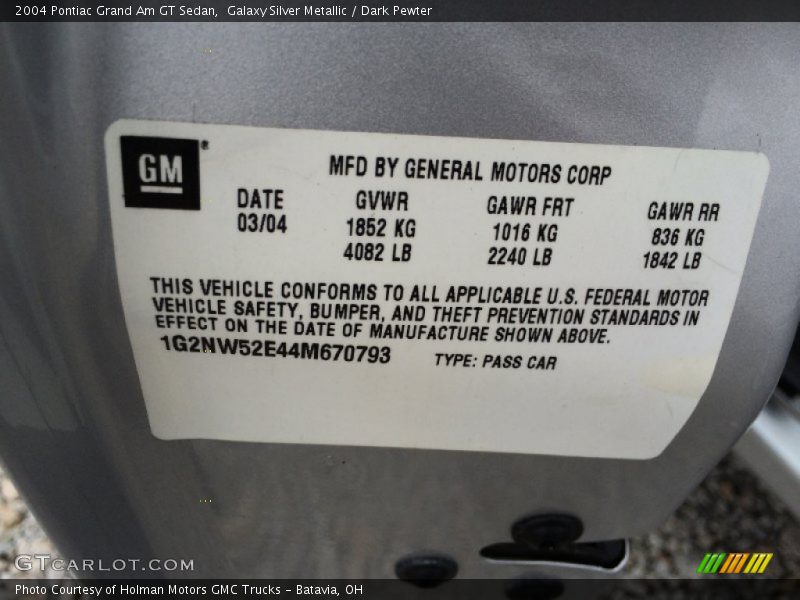 2004 Pontiac Grand Am GT Sedan,  Galaxy Silver Metallic / Dark Pewter
GM®
MFD BY GENERAL MOTORS CORP
DATE GVWR GAWR FRT GAWR RR
03/04 1852 KG 1016 KG 836 KG
4082 LB 2240 LB 1842 LB
THIS VEHICLE CONFORMS TO ALL APPLICABLE U.S. FEDERAL MOTOR
VEHICLE SAFETY, BUMPER, AND THEFT PREVENTION STANDARDS IN
EFFECT ON THE DATE OF MANUFACTURE SHOWN ABOVE.
1G2NW52E44M670793 TYPE: PASS CAR
GTCARLOT.COM
Photo Courtesy of Holman Motors GMC Trucks - Batavia, OH